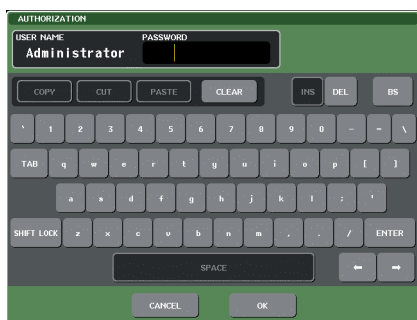 AUTHORIZATION
USER NAME PASSWORD
Administrator
COPY CUT PASTE CLEAR INS DEL BS
` 1 2 3 4 5 6 7 8 9 0 - = \
TAB q w e r t y u i o p [ ]
a s d f g h j k l ; '
SHIFT LOCK z x c v b n m , . / ENTER
SPACE ← →
CANCEL OK